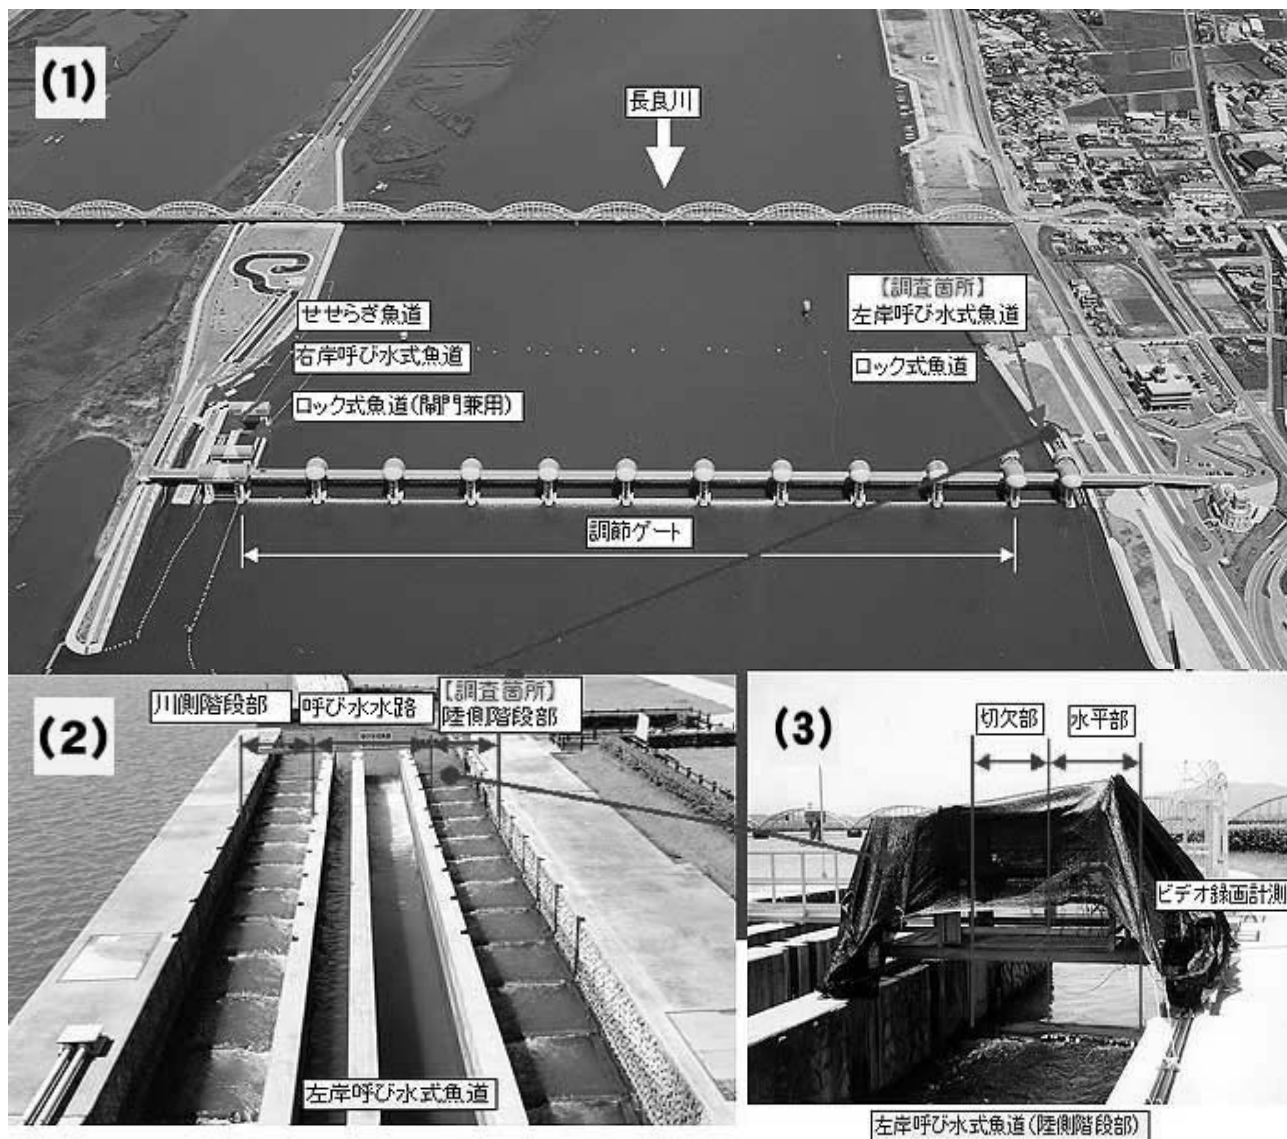 (1)
長良川
せせらぎ魚道
右岸呼び水式魚道
ロック式魚道(閘門兼用)
【調査箇所】
左岸呼び水式魚道
ロック式魚道
調節ゲート
(2)
川側階段部
呼び水水路
【調査箇所】
陸側階段部
左岸呼び水式魚道
(3)
切欠部
水平部
ビデオ録画計測
左岸呼び水式魚道(陸側階段部)